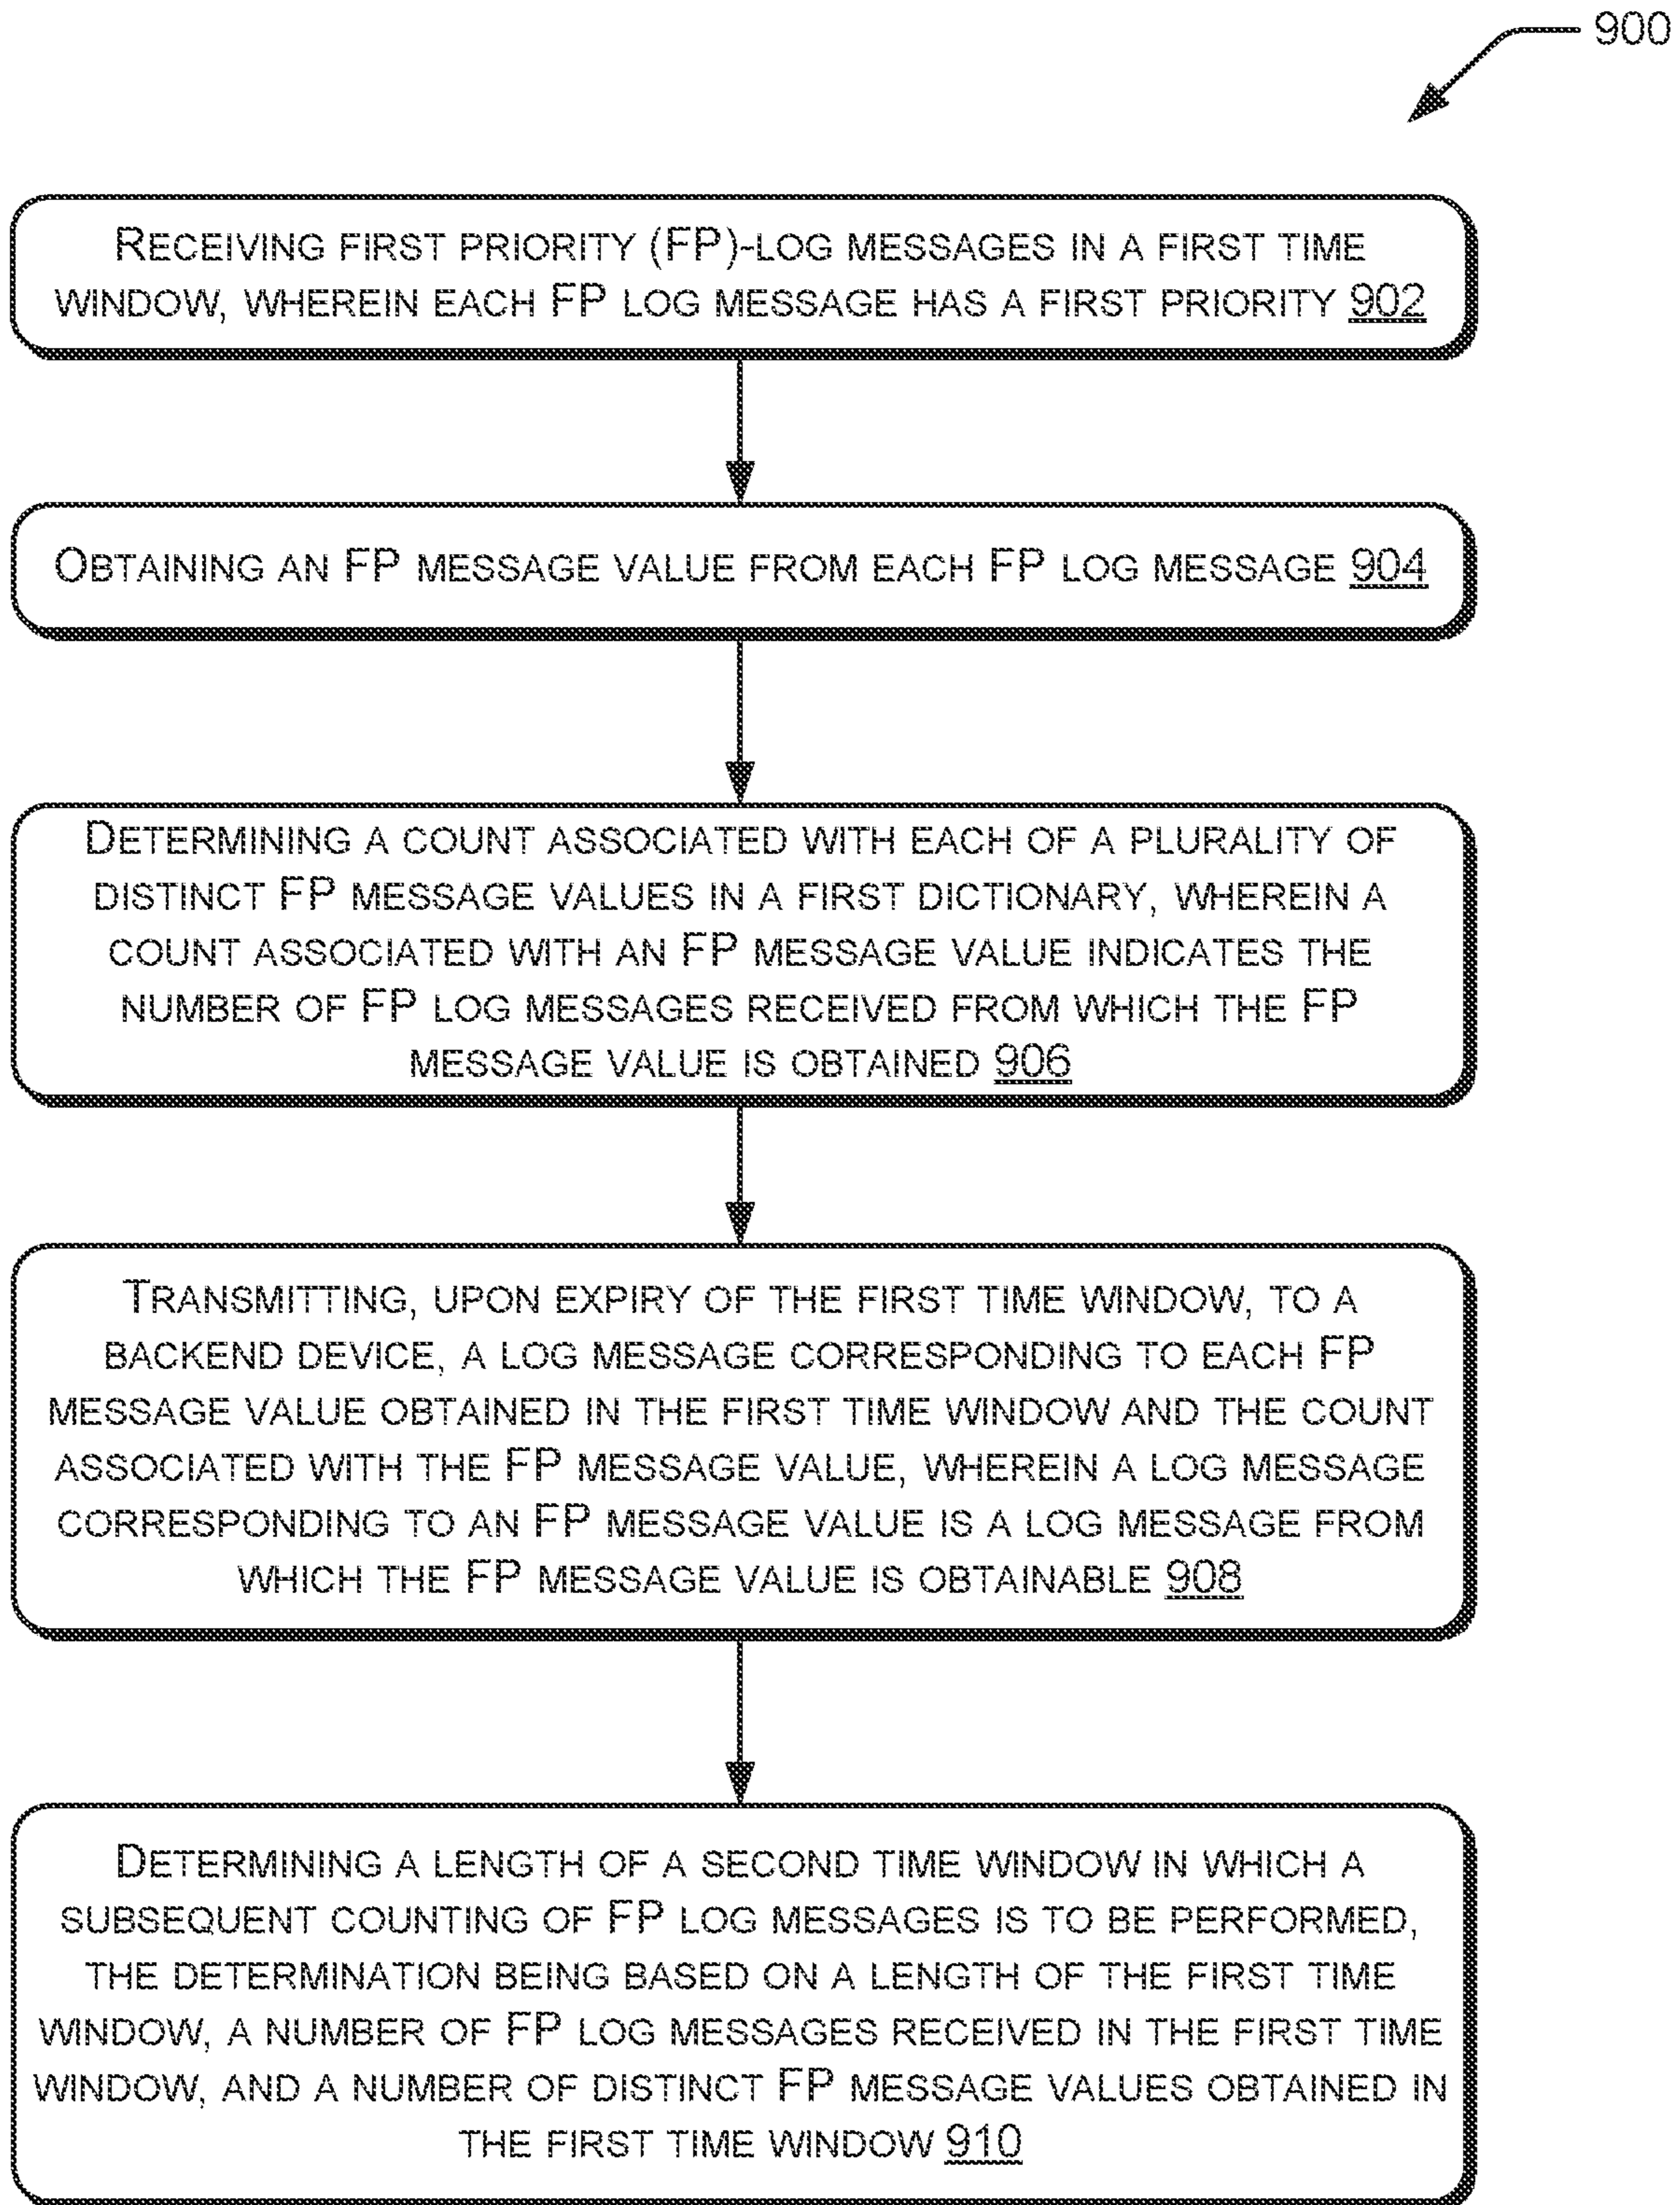 900
RECEIVING FIRST PRIORITY (FP)-LOG MESSAGES IN A FIRST TIME
WINDOW, WHEREIN EACH FP LOG MESSAGE HAS A FIRST PRIORITY 902
OBTAINING AN FP MESSAGE VALUE FROM EACH FP LOG MESSAGE 904
DETERMINING A COUNT ASSOCIATED WITH EACH OF A PLURALITY OF
DISTINCT FP MESSAGE VALUES IN A FIRST DICTIONARY, WHEREIN A
COUNT ASSOCIATED WITH AN FP MESSAGE VALUE INDICATES THE
NUMBER OF FP LOG MESSAGES RECEIVED FROM WHICH THE FP
MESSAGE VALUE IS OBTAINED 906
TRANSMITTING, UPON EXPIRY OF THE FIRST TIME WINDOW, TO A
BACKEND DEVICE, A LOG MESSAGE CORRESPONDING TO EACH FP
MESSAGE VALUE OBTAINED IN THE FIRST TIME WINDOW AND THE COUNT
ASSOCIATED WITH THE FP MESSAGE VALUE, WHEREIN A LOG MESSAGE
CORRESPONDING TO AN FP MESSAGE VALUE IS A LOG MESSAGE FROM
WHICH THE FP MESSAGE VALUE IS OBTAINABLE 908
DETERMINING A LENGTH OF A SECOND TIME WINDOW IN WHICH A
SUBSEQUENT COUNTING OF FP LOG MESSAGES IS TO BE PERFORMED,
THE DETERMINATION BEING BASED ON A LENGTH OF THE FIRST TIME
WINDOW, A NUMBER OF FP LOG MESSAGES RECEIVED IN THE FIRST TIME
WINDOW, AND A NUMBER OF DISTINCT FP MESSAGE VALUES OBTAINED IN
THE FIRST TIME WINDOW 910